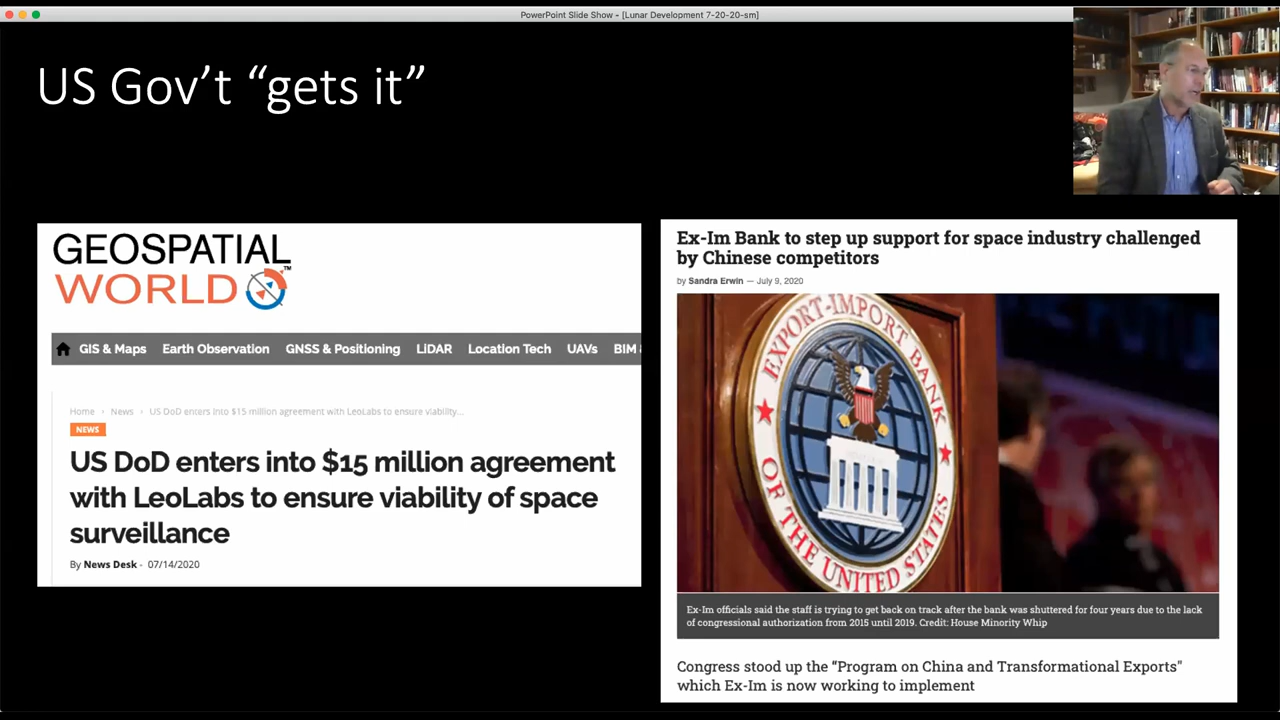 PowerPoint Slide Show - [Lunar Development 7-20-20-sm]
US Gov’t “gets it”
GEOSPATIAL
WORLD™
GIS & Maps Earth Observation GNSS & Positioning LiDAR Location Tech UAVs BIM &
Home › News › US DoD enters into $15 million agreement with LeoLabs to ensure viability...
NEWS
US DoD enters into $15 million agreement
with LeoLabs to ensure viability of space
surveillance
By News Desk - 07/14/2020
Ex-Im Bank to step up support for space industry challenged
by Chinese competitors
by Sandra Erwin — July 9, 2020
EXPORT-IMPORT BANK
OF THE UNITED STATES
Ex-Im officials said the staff is trying to get back on track after the bank was shuttered for four years due to the lack
of congressional authorization from 2015 until 2019. Credit: House Minority Whip
Congress stood up the “Program on China and Transformational Exports"
which Ex-Im is now working to implement